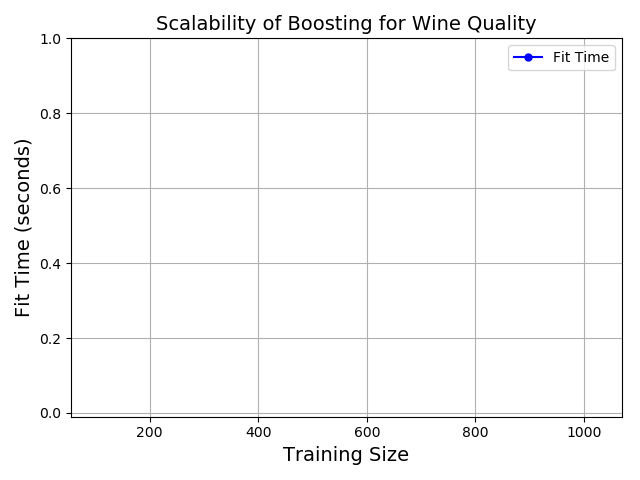 Scalability of Boosting for Wine Quality
Fit Time
1.0
0.8
0.6
0.4
0.2
0.0
Fit Time (seconds)
200 400 600 800 1000
Training Size